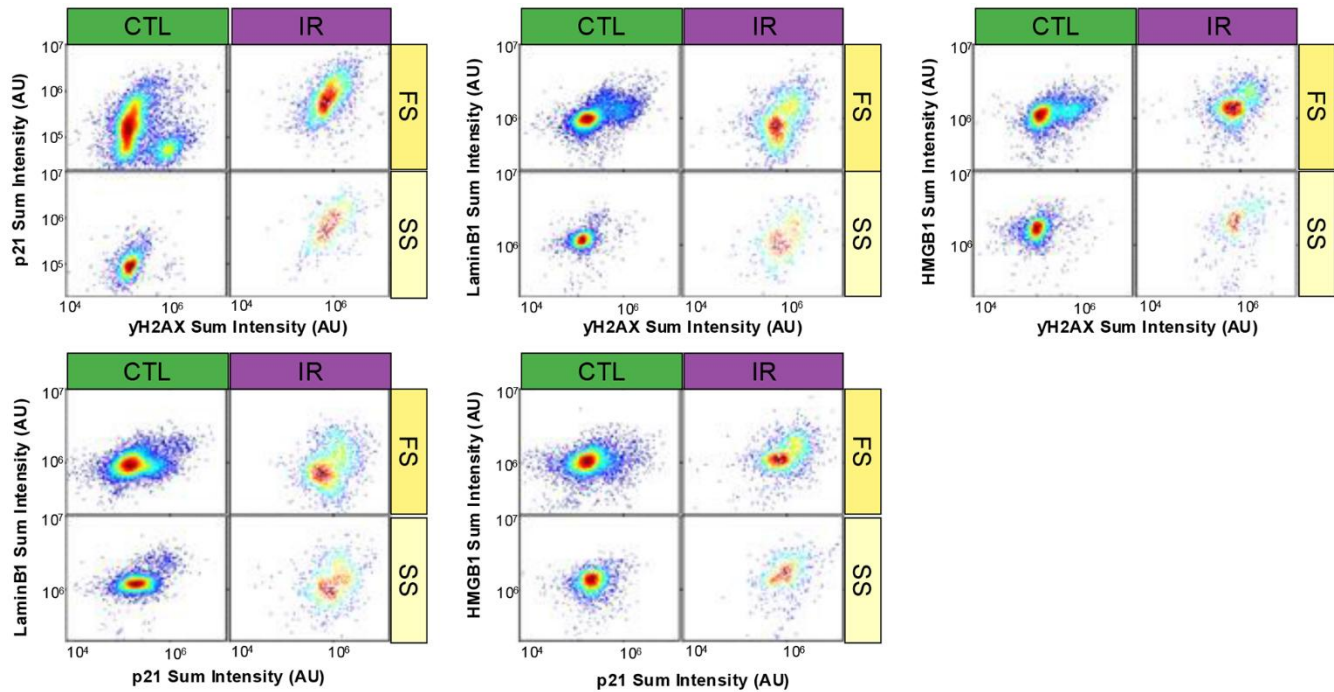 CTL IR
p21 Sum Intensity (AU)
10⁷
10⁶
10⁵
FS
10⁷
10⁶
10⁵
SS
10⁴ 10⁶ 10⁴ 10⁶
yH2AX Sum Intensity (AU)
CTL IR
LaminB1 Sum Intensity (AU)
10⁷
10⁶
FS
10⁷
10⁶
SS
10⁴ 10⁶ 10⁴ 10⁶
yH2AX Sum Intensity (AU)
CTL IR
HMGB1 Sum Intensity (AU)
10⁷
10⁶
FS
10⁷
10⁶
SS
10⁴ 10⁶ 10⁴ 10⁶
yH2AX Sum Intensity (AU)
CTL IR
LaminB1 Sum Intensity (AU)
10⁷
10⁶
FS
10⁷
10⁶
SS
10⁴ 10⁶ 10⁴ 10⁶
p21 Sum Intensity (AU)
CTL IR
HMGB1 Sum Intensity (AU)
10⁷
10⁶
FS
10⁷
10⁶
SS
10⁴ 10⁶ 10⁴ 10⁶
p21 Sum Intensity (AU)